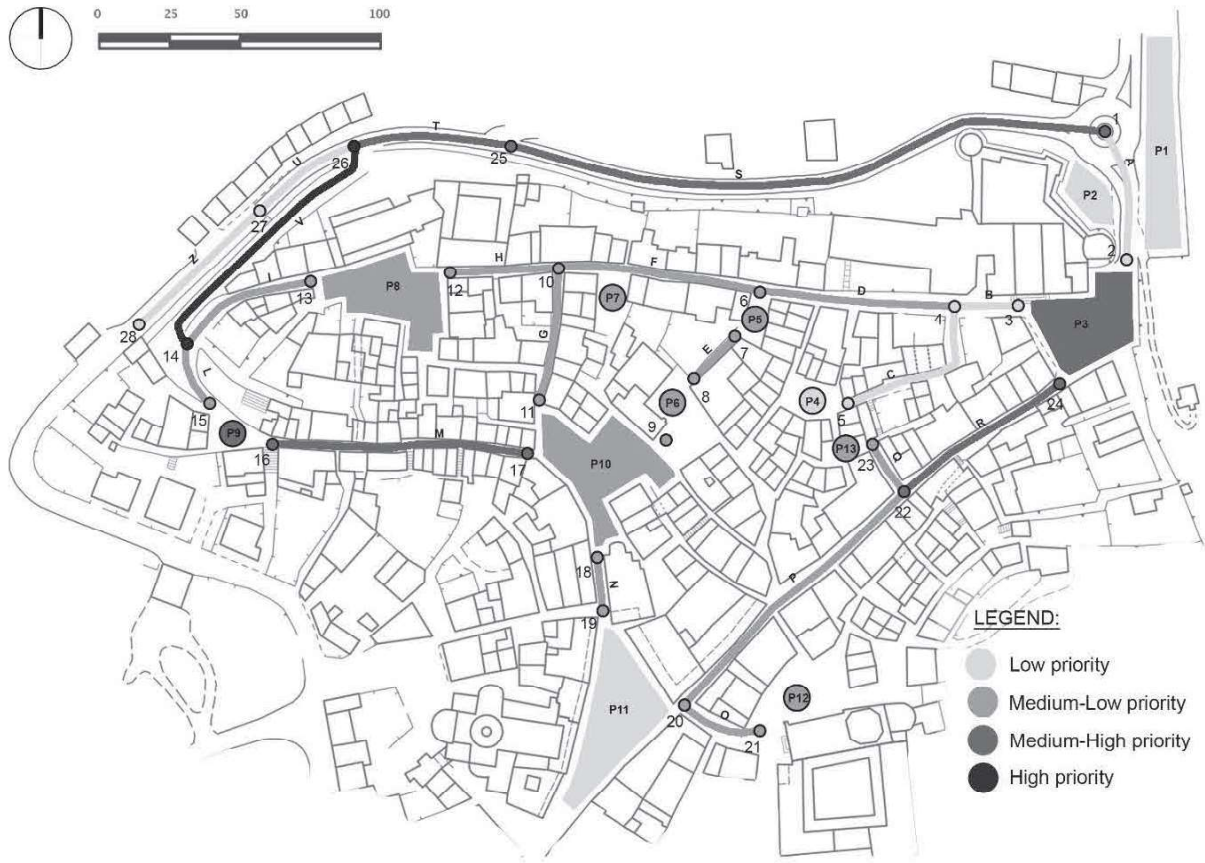 0 25 50 100
1
T
A
P1
26
25
U
S
P2
27
V
2
Z
H
F
I
P8
13
12
10
P7
6
D
4
B
3
P3
28
P5
G
E
7
14
C
L
8
24
15
11
P6
P4
5
P9
M
9
R
16
17
P10
P13
23
Q
22
18
N
P
19
LEGEND:
Low priority
P12
Medium-Low priority
P11
20
O
21
Medium-High priority
High priority